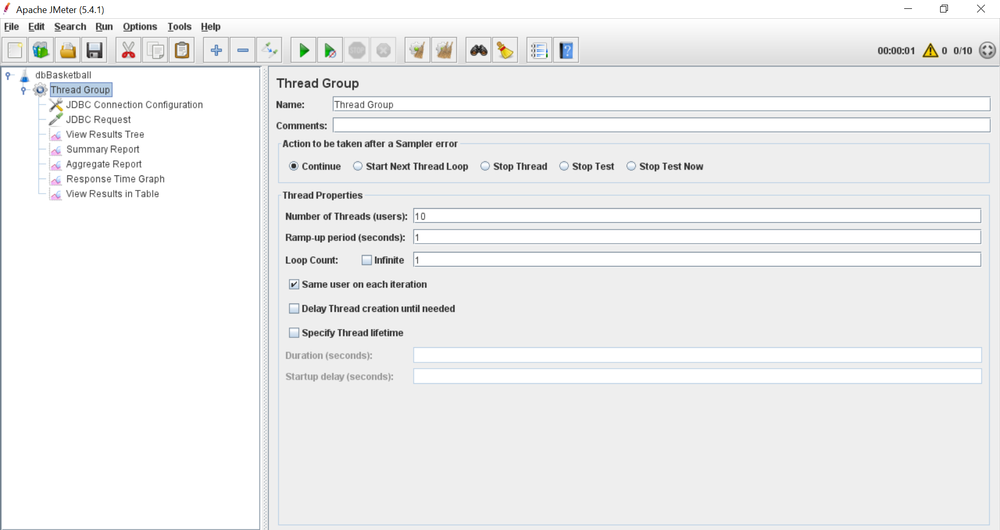 Apache JMeter (5.4.1)
File Edit Search Run Options Tools Help
STOP
?
00:00:01 0 0/10
dbBasketball
Thread Group
JDBC Connection Configuration
JDBC Request
View Results Tree
Summary Report
Aggregate Report
Response Time Graph
View Results in Table
Thread Group
Name: Thread Group
Comments:
Action to be taken after a Sampler error
Continue Start Next Thread Loop Stop Thread Stop Test Stop Test Now
Thread Properties
Number of Threads (users): 10
Ramp-up period (seconds): 1
Loop Count: Infinite 1
Same user on each iteration
Delay Thread creation until needed
Specify Thread lifetime
Duration (seconds):
Startup delay (seconds):